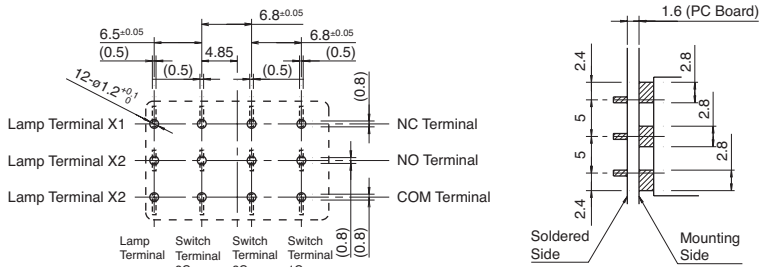 6.8±0.05
1.6 (PC Board)
6.5±0.05
6.8±0.05
(0.5)
4.85
(0.5)
(0.5)
(0.5)
(0.8)
12-ø1.2+0.1 0
2.4
2.8
Lamp Terminal X1
NC Terminal
5
2.8
Lamp Terminal X2
NO Terminal
5
2.8
Lamp Terminal X2
COM Terminal
2.4
(0.8)
(0.8)
Lamp Terminal
Switch Terminal
Switch Terminal
Switch Terminal
Soldered Side
Mounting Side